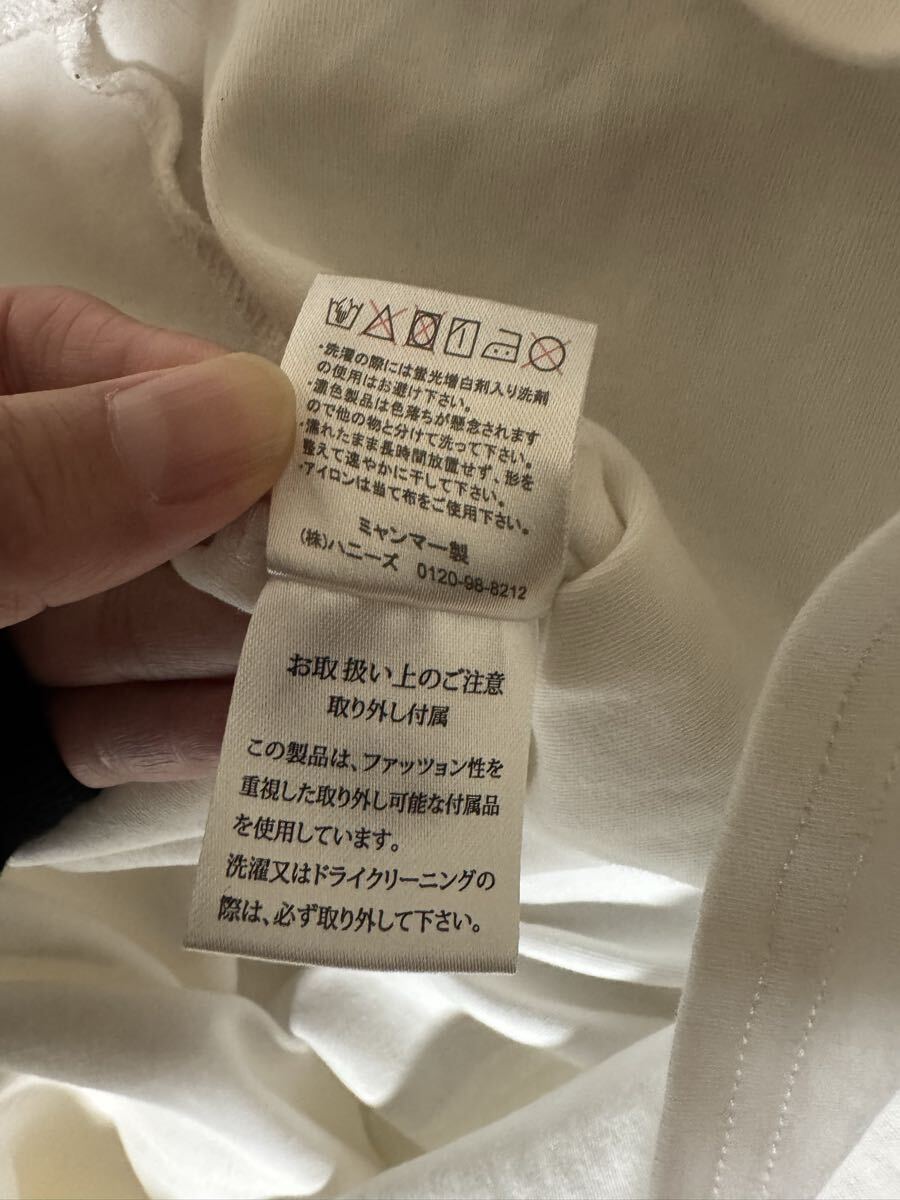 ・洗濯の際には蛍光増白剤入り洗剤
の使用はお避け下さい。
・濃色製品は色落ちが懸念されます
ので他の物と分けて洗って下さい。
・濡れたまま長時間放置せず、形を
整えて速やかに干して下さい。
・アイロンは当て布をご使用下さい。
ミャンマー製
(株)ハニーズ 0120-98-8212
お取扱い上のご注意
取り外し付属
この製品は、ファッツョン性を
重視した取り外し可能な付属品
を使用しています。
洗濯又はドライクリーニングの
際は、必ず取り外して下さい。